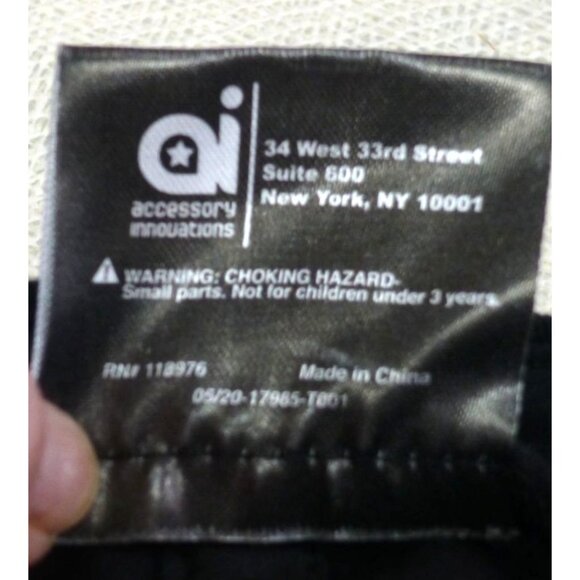 ai
accessory
innovations
34 West 33rd Street
Suite 600
New York, NY 10001
WARNING: CHOKING HAZARD-
Small parts. Not for children under 3 years.
RN# 118976
Made in China
05/20-17985-T001